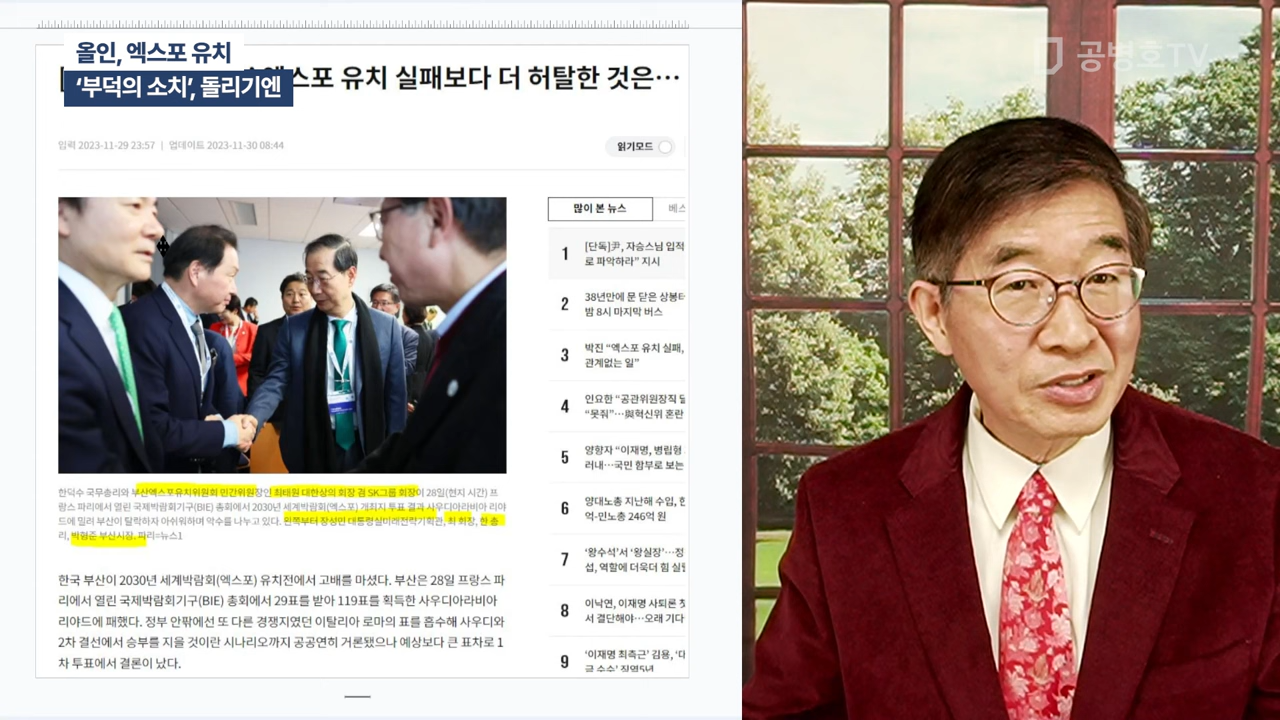 올인, 엑스포 유치
'부덕의 소치', 돌리기엔
엑스포 유치 실패보다 더 허탈한 것은…
입력 2023-11-29 23:57 | 업데이트 2023-11-30 08:44
읽기모드
한덕수 국무총리와 부산엑스포유치위원회 민간위원장인 최태원 대한상의 회장 겸 SK그룹 회장이 28일(현지 시간) 프
랑스 파리에서 열린 국제박람회기구(BIE) 총회에서 2030년 세계박람회(엑스포) 개최지 투표 결과 사우디아라비아 리야
드에 밀려 부산이 탈락하자 아쉬워하며 악수를 나누고 있다. 왼쪽부터 장성민 대통령실미래전략기획관, 최 회장, 한 총
리, 박형준 부산시장. 파리=뉴스1
한국 부산이 2030년 세계박람회(엑스포) 유치전에서 고배를 마셨다. 부산은 28일 프랑스 파
리에서 열린 국제박람회기구(BIE) 총회에서 29표를 받아 119표를 획득한 사우디아라비아
리야드에 패했다. 정부 안팎에선 또 다른 경쟁지였던 이탈리아 로마의 표를 흡수해 사우디와
2차 결선에서 승부를 지을 것이란 시나리오까지 공공연히 거론됐으나 예상보다 큰 표차로 1
차 투표에서 결론이 났다.
많이 본 뉴스
베스
1 [단독]尹, 자승스님 입적
로 파악하라" 지시
2 38년만에 문 닫은 상봉터
밤 8시 마지막 버스
3 박진 "엑스포 유치 실패,
관계없는 일"
4 인요한 "공관위원장직 달
"못줘"…與혁신위 혼란
5 양향자 "이재명, 병립형
러내…국민 함부로 보는
6 양대노총 지난해 수입, 한
억-민노총 246억 원
7 '왕수석'서 '왕실장'…정
섭, 역할에 더욱더 힘 실릴
8 이낙연, 이재명 사퇴론 첫
서 결단해야…오래 기다
9 '이재명 최측근' 김용, '대
금 수수' 징역5년
공병호TV